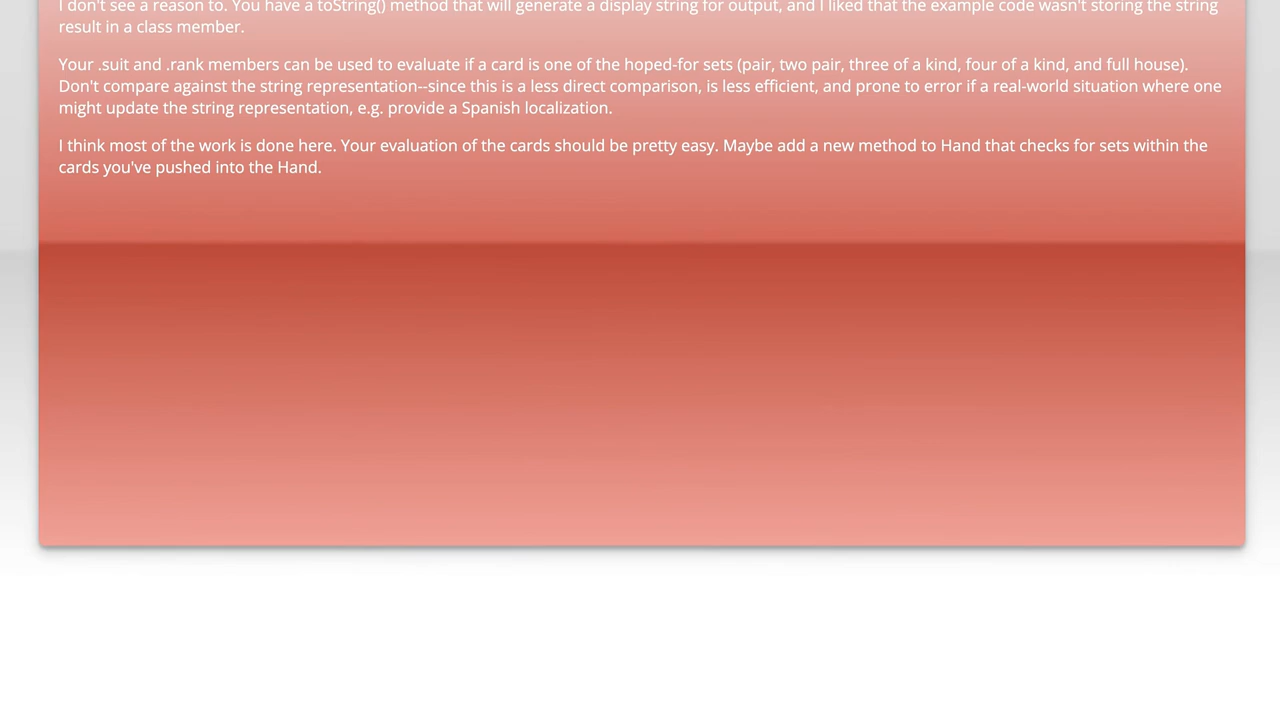 I don't see a reason to. You have a toString() method that will generate a display string for output, and I liked that the example code wasn't storing the string
result in a class member.
Your .suit and .rank members can be used to evaluate if a card is one of the hoped-for sets (pair, two pair, three of a kind, four of a kind, and full house).
Don't compare against the string representation--since this is a less direct comparison, is less efficient, and prone to error if a real-world situation where one
might update the string representation, e.g. provide a Spanish localization.
I think most of the work is done here. Your evaluation of the cards should be pretty easy. Maybe add a new method to Hand that checks for sets within the
cards you've pushed into the Hand.